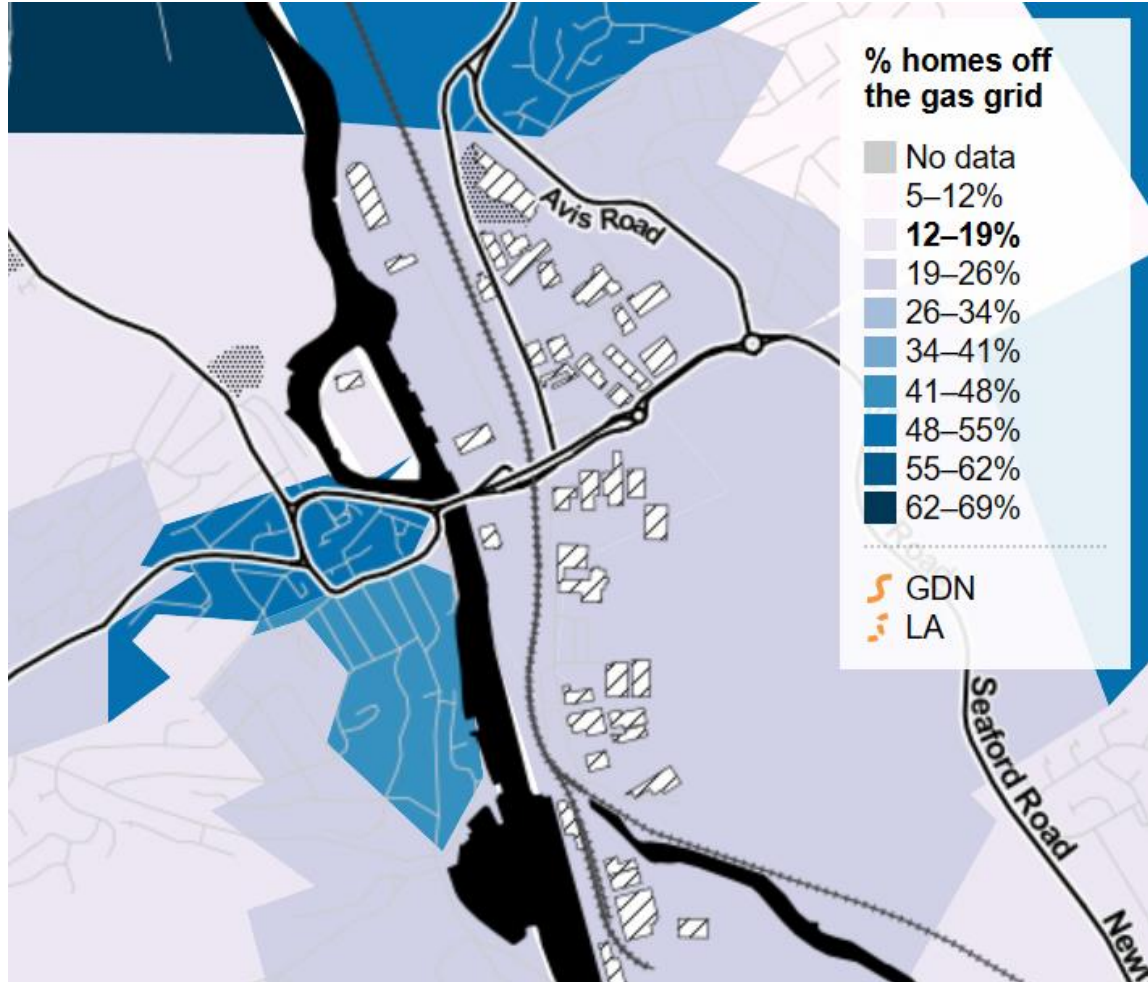 % homes off
the gas grid
No data
5–12%
12–19%
19–26%
26–34%
34–41%
41–48%
48–55%
55–62%
62–69%
GDN
LA
Avis Road
Road
Seaford Road